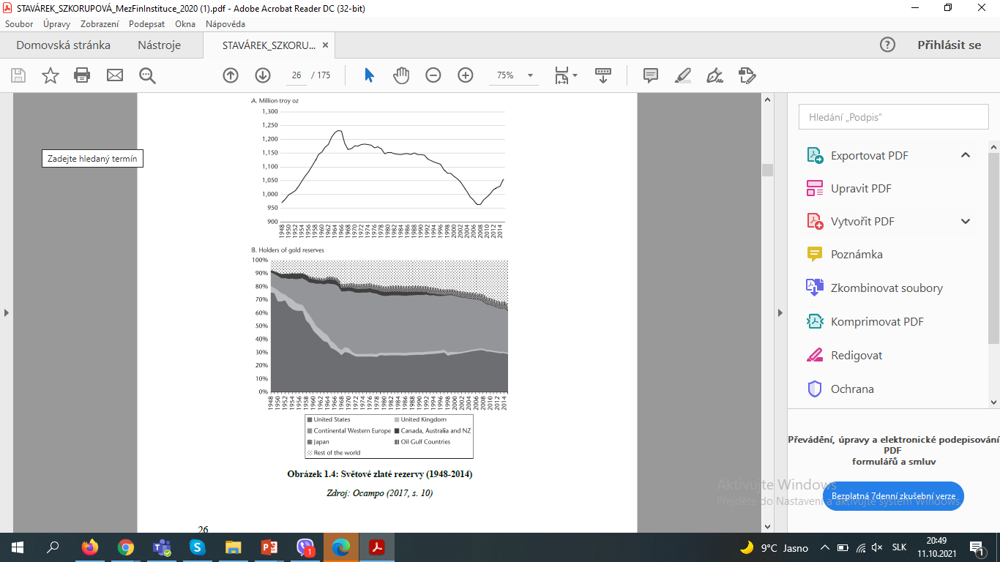 STAVÁREK_SZKORUPOVÁ_MezFinInstituce_2020 (1).pdf - Adobe Acrobat Reader DC (32-bit)
Soubor Úpravy Zobrazení Podepsat Okna Nápověda
Domovská stránka Nástroje STAVÁREK_SZKORU... × Přihlásit se
26 / 175 75%
Zadejte hledaný termín
A. Million troy oz
1,300
1,250
1,200
1,150
1,100
1,050
1,000
950
900
1948 1950 1952 1954 1956 1958 1960 1962 1964 1966 1968 1970 1972 1974 1976 1978 1980 1982 1984 1986 1988 1990 1992 1994 1996 1998 2000 2002 2004 2006 2008 2010 2012 2014
B. Holders of gold reserves
100%
90%
80%
70%
60%
50%
40%
30%
20%
10%
0%
1948 1950 1952 1954 1956 1958 1960 1962 1964 1966 1968 1970 1972 1974 1976 1978 1980 1982 1984 1986 1988 1990 1992 1994 1996 1998 2000 2002 2004 2006 2008 2010 2012 2014
United States United Kingdom
Continental Western Europe Canada, Australia and NZ
Japan Oil Gulf Countries
Rest of the world
Obrázek 1.4: Světové zlaté rezervy (1948-2014)
Zdroj: Ocampo (2017, s. 10)
26
Hledání „Podpis“
Exportovat PDF
Upravit PDF
Vytvořit PDF
Poznámka
Zkombinovat soubory
Komprimovat PDF
Redigovat
Ochrana
Převádění, úpravy a elektronické podepisování
PDF
formulářů a smluv
Aktivujte Windows
Přejděte do Nastavení a aktivujte systém Windows.
Bezplatná 7denní zkušební verze
1
9°C Jasno SLK 20:49
11.10.2021
1